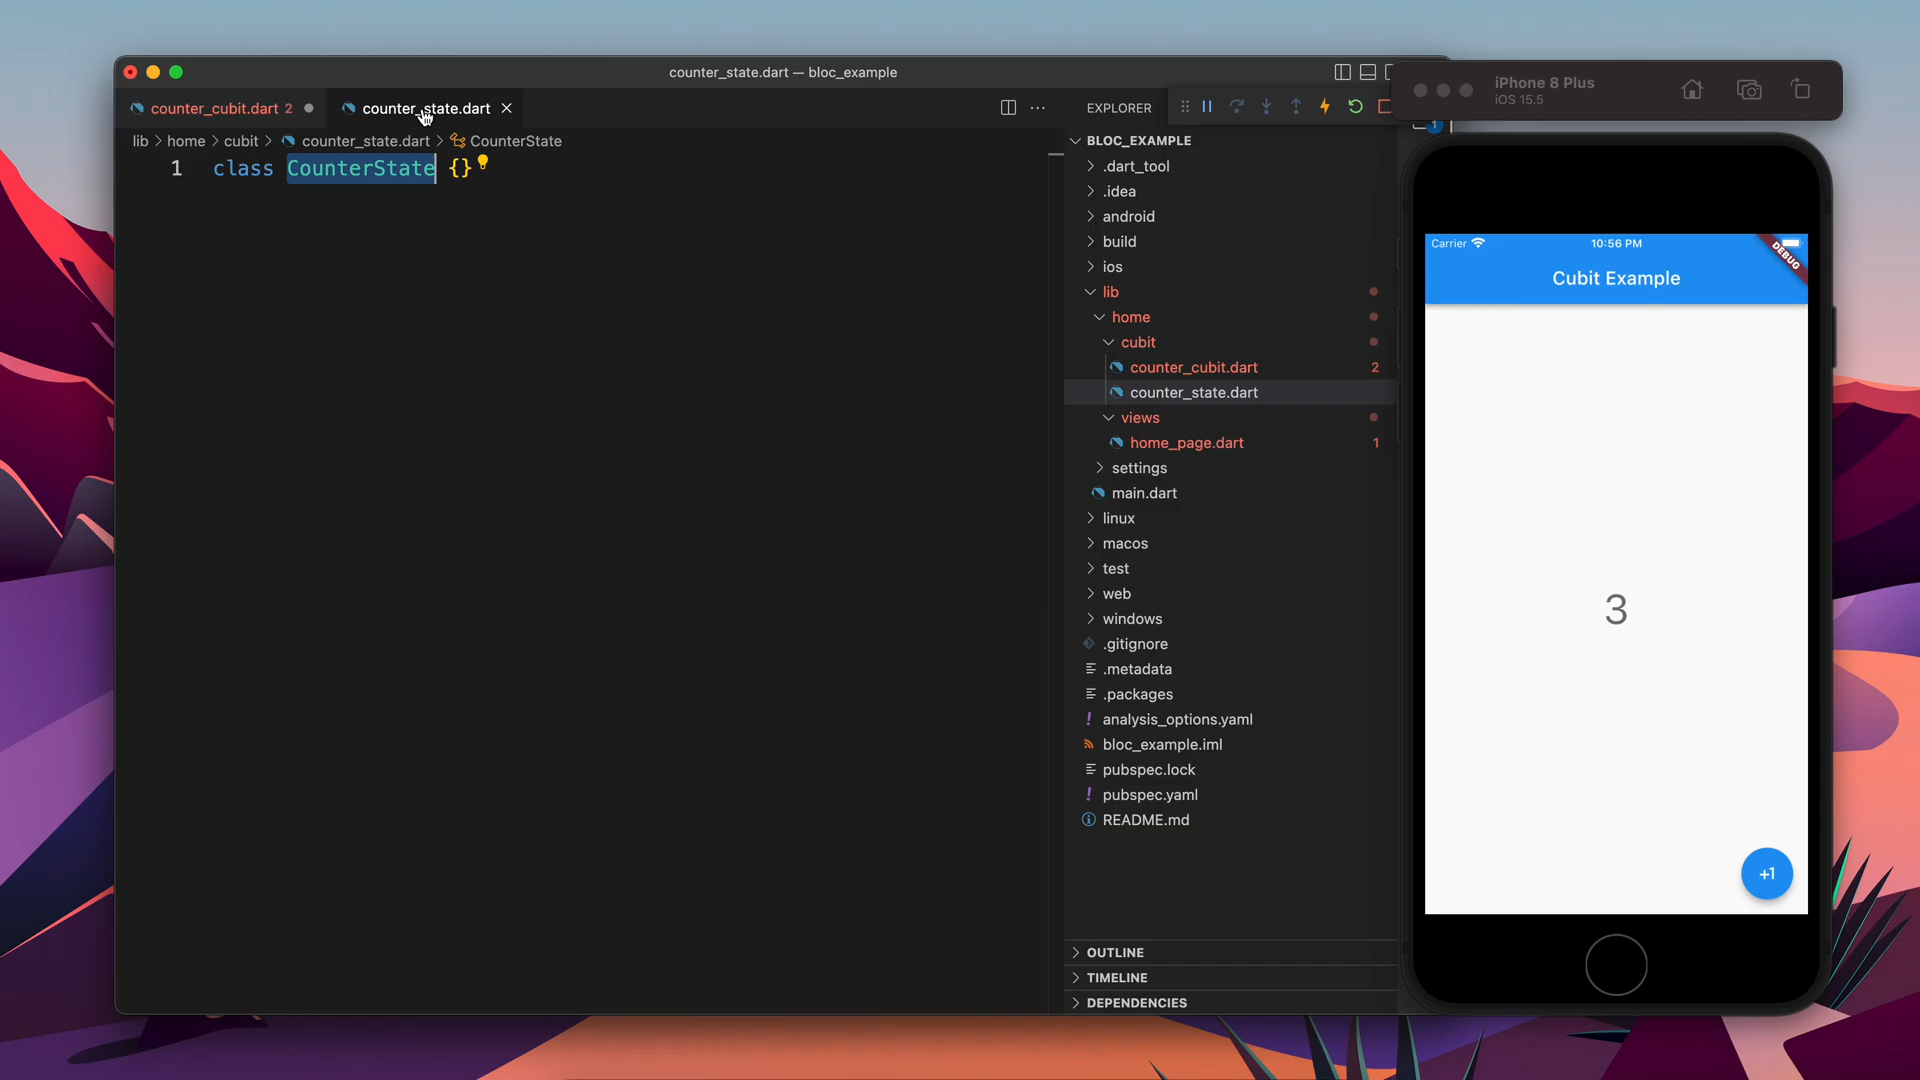 counter_state.dart — bloc_example
counter_cubit.dart 2
counter_state.dart
lib > home > cubit > counter_state.dart > CounterState
1 class CounterState {}
EXPLORER
BLOC_EXAMPLE
.dart_tool
.idea
android
build
ios
lib
home
cubit
counter_cubit.dart 2
counter_state.dart
views
home_page.dart 1
settings
main.dart
linux
macos
test
web
windows
.gitignore
.metadata
.packages
analysis_options.yaml
bloc_example.iml
pubspec.lock
pubspec.yaml
README.md
OUTLINE
TIMELINE
DEPENDENCIES
1
iPhone 8 Plus
iOS 15.5
Carrier 10:56 PM
DEBUG
Cubit Example
3
+1